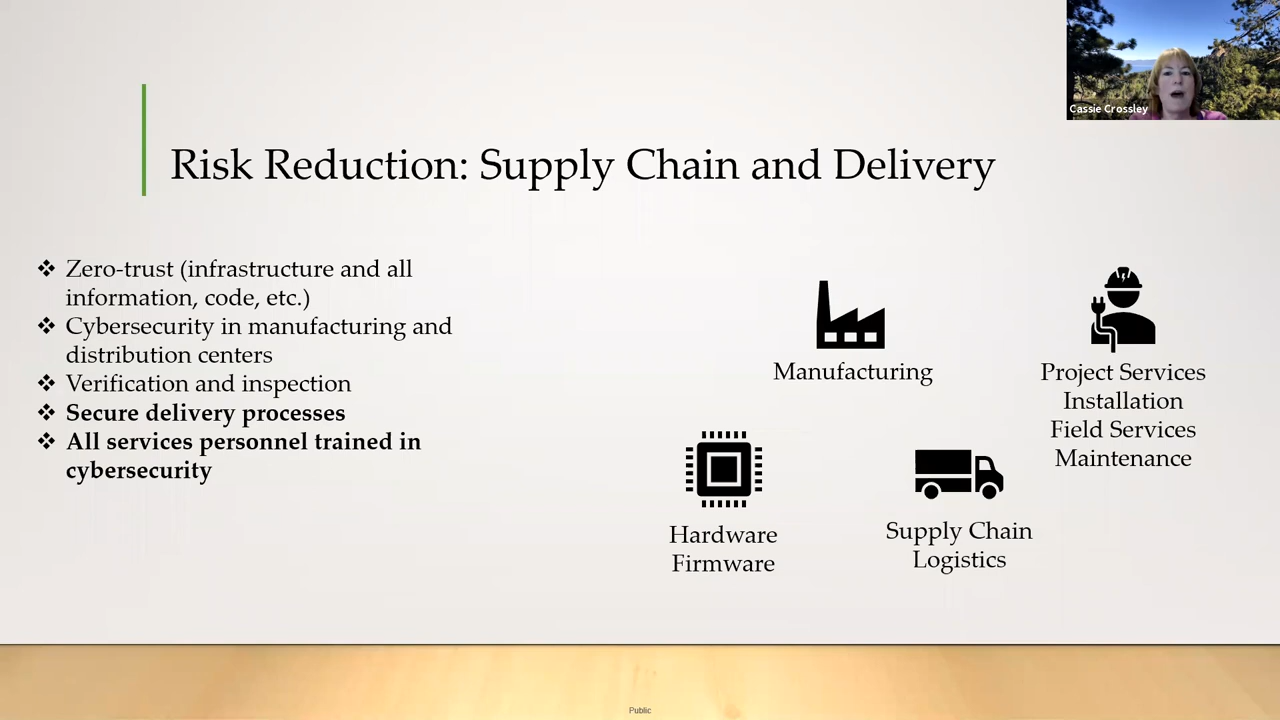 Cassie Crossley
Risk Reduction: Supply Chain and Delivery
❖ Zero-trust (infrastructure and all
information, code, etc.)
❖ Cybersecurity in manufacturing and
distribution centers
❖ Verification and inspection
❖ Secure delivery processes
❖ All services personnel trained in
cybersecurity
Manufacturing
Project Services
Installation
Field Services
Maintenance
Hardware
Firmware
Supply Chain
Logistics
Public